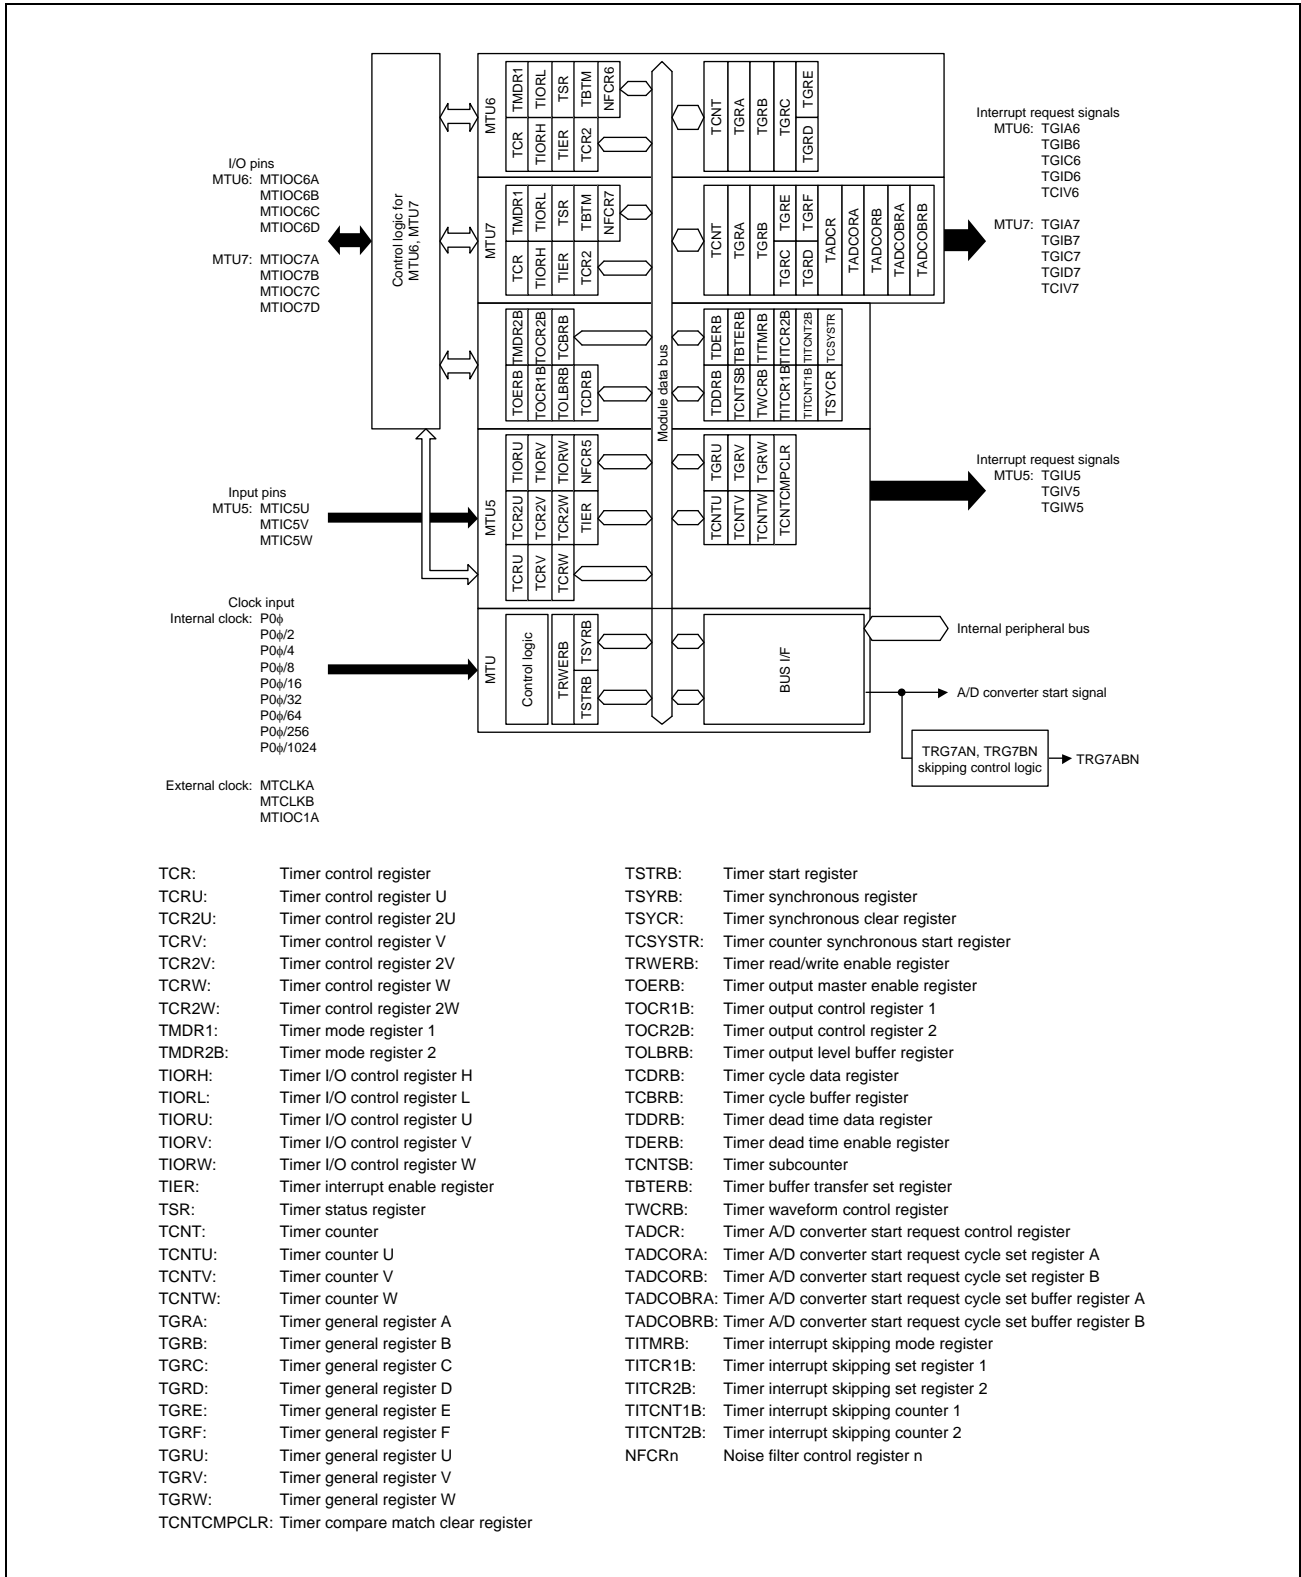 I/O pins
MTU6: MTIOC6A
MTIOC6B
MTIOC6C
MTIOC6D
MTU7: MTIOC7A
MTIOC7B
MTIOC7C
MTIOC7D
Input pins
MTU5: MTIC5U
MTIC5V
MTIC5W
Clock input
Internal clock: P0ϕ
P0ϕ/2
P0ϕ/4
P0ϕ/8
P0ϕ/16
P0ϕ/32
P0ϕ/64
P0ϕ/256
P0ϕ/1024
External clock: MTCLKA
MTCLKB
MTIOC1A
Control logic for
MTU6, MTU7
MTU6
TMDR1 TIORL TSR TBTM NFCR6
TCR TIORH TIER TCR2
TCNT TGRA TGRB TGRC TGRE
TGRD
MTU7
TMDR1 TIORL TSR TBTM NFCR7
TCR TIORH TIER TCR2
TCNT TGRA TGRB TGRE TGRF TADCR TADCORA TADCORB TADCOBRA TADCOBRB
TGRC TGRD
TMDR2B TOCR2B TCBRB
TOERB TOCR1B TOLBRB TCDRB
TDERB TBTERB TITMRB TITCR2B TITCNT2B TCSYSTR
TDDRB TCNTSB TWCRB TITCR1B TITCNT1B TSYCR
Module data bus
MTU5
TIORU TIORV TIORW NFCR5
TCR2U TCR2V TCR2W TIER
TCRU TCRV TCRW
TGRU TGRV TGRW TCNTCMPCLR
TCNTU TCNTV TCNTW
MTU
Control logic
TRWERB
TSYRB
TSTRB
BUS I/F
Interrupt request signals
MTU6: TGIA6
TGIB6
TGIC6
TGID6
TCIV6
MTU7: TGIA7
TGIB7
TGIC7
TGID7
TCIV7
Interrupt request signals
MTU5: TGIU5
TGIV5
TGIW5
Internal peripheral bus
A/D converter start signal
TRG7AN, TRG7BN
skipping control logic
TRG7ABN
TCR: Timer control register
TCRU: Timer control register U
TCR2U: Timer control register 2U
TCRV: Timer control register V
TCR2V: Timer control register 2V
TCRW: Timer control register W
TCR2W: Timer control register 2W
TMDR1: Timer mode register 1
TMDR2B: Timer mode register 2
TIORH: Timer I/O control register H
TIORL: Timer I/O control register L
TIORU: Timer I/O control register U
TIORV: Timer I/O control register V
TIORW: Timer I/O control register W
TIER: Timer interrupt enable register
TSR: Timer status register
TCNT: Timer counter
TCNTU: Timer counter U
TCNTV: Timer counter V
TCNTW: Timer counter W
TGRA: Timer general register A
TGRB: Timer general register B
TGRC: Timer general register C
TGRD: Timer general register D
TGRE: Timer general register E
TGRF: Timer general register F
TGRU: Timer general register U
TGRV: Timer general register V
TGRW: Timer general register W
TCNTCMPCLR: Timer compare match clear register
TSTRB: Timer start register
TSYRB: Timer synchronous register
TSYCR: Timer synchronous clear register
TCSYSTR: Timer counter synchronous start register
TRWERB: Timer read/write enable register
TOERB: Timer output master enable register
TOCR1B: Timer output control register 1
TOCR2B: Timer output control register 2
TOLBRB: Timer output level buffer register
TCDRB: Timer cycle data register
TCBRB: Timer cycle buffer register
TDDRB: Timer dead time data register
TDERB: Timer dead time enable register
TCNTSB: Timer subcounter
TBTERB: Timer buffer transfer set register
TWCRB: Timer waveform control register
TADCR: Timer A/D converter start request control register
TADCORA: Timer A/D converter start request cycle set register A
TADCORB: Timer A/D converter start request cycle set register B
TADCOBRA: Timer A/D converter start request cycle set buffer register A
TADCOBRB: Timer A/D converter start request cycle set buffer register B
TITMRB: Timer interrupt skipping mode register
TITCR1B: Timer interrupt skipping set register 1
TITCR2B: Timer interrupt skipping set register 2
TITCNT1B: Timer interrupt skipping counter 1
TITCNT2B: Timer interrupt skipping counter 2
NFCRn Noise filter control register n